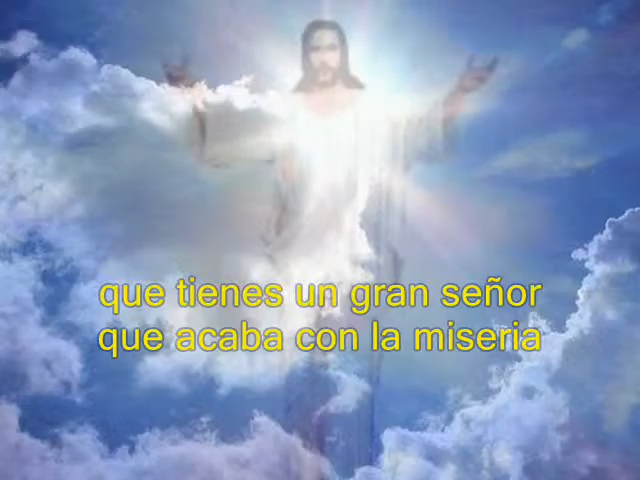 que tienes un gran señor
que acaba con la miseria